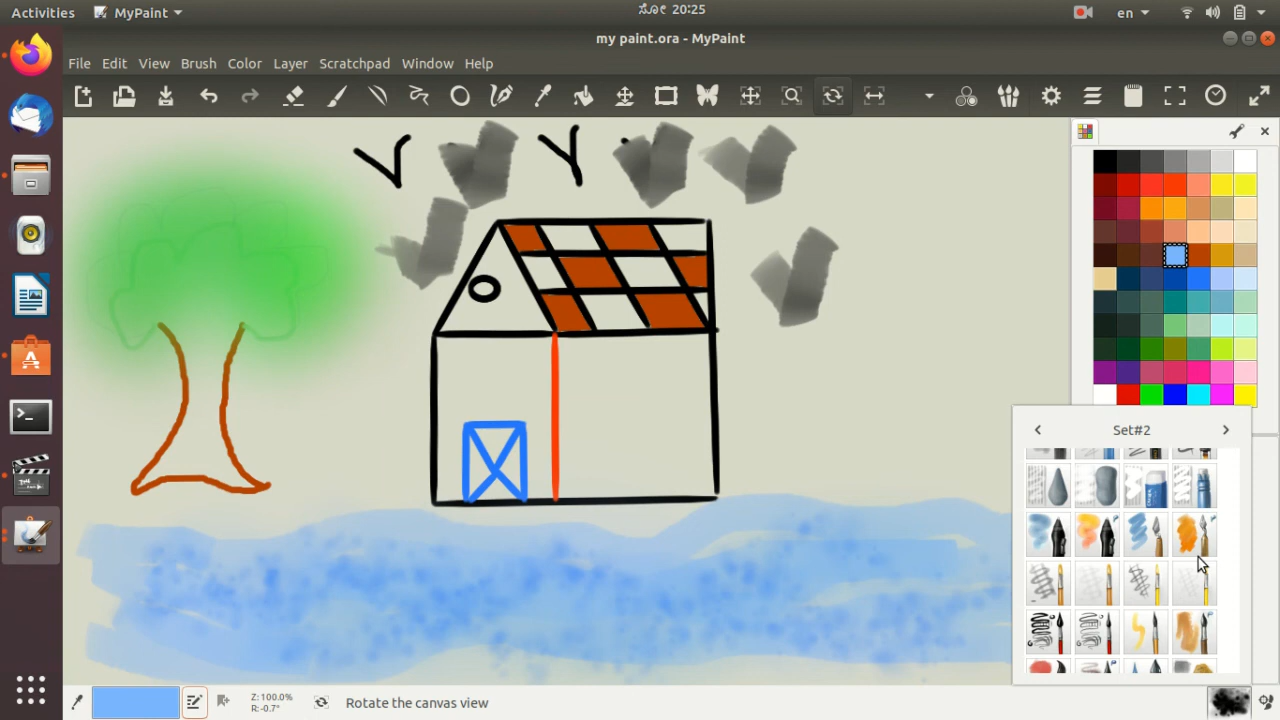 Activities MyPaint ಸೋಮ 20:25 en
my paint.ora - MyPaint
File Edit View Brush Color Layer Scratchpad Window Help
Set#2
Z: 100.0%
R: -0.7°
Rotate the canvas view